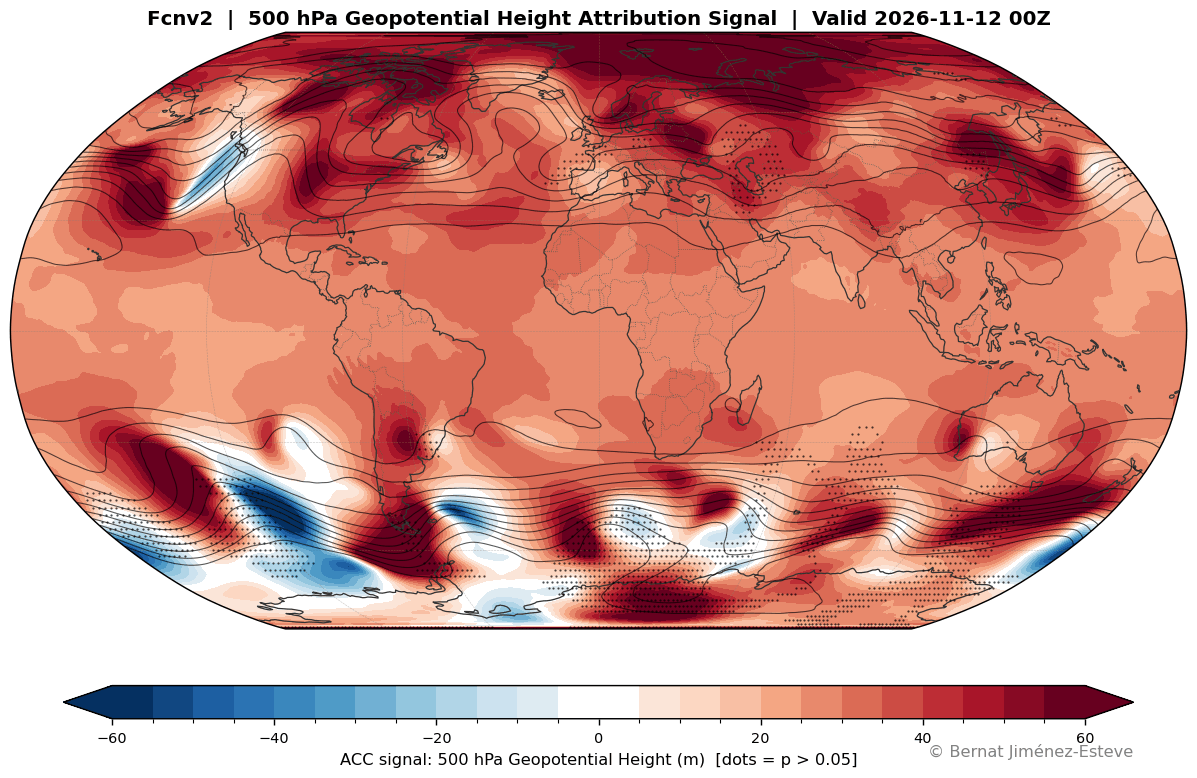 Fcnv2 | 500 hPa Geopotential Height Attribution Signal | Valid 2026-11-12 00Z
−60 −40 −20 0 20 40 60
© Bernat Jiménez-Esteve
ACC signal: 500 hPa Geopotential Height (m) [dots = p > 0.05]